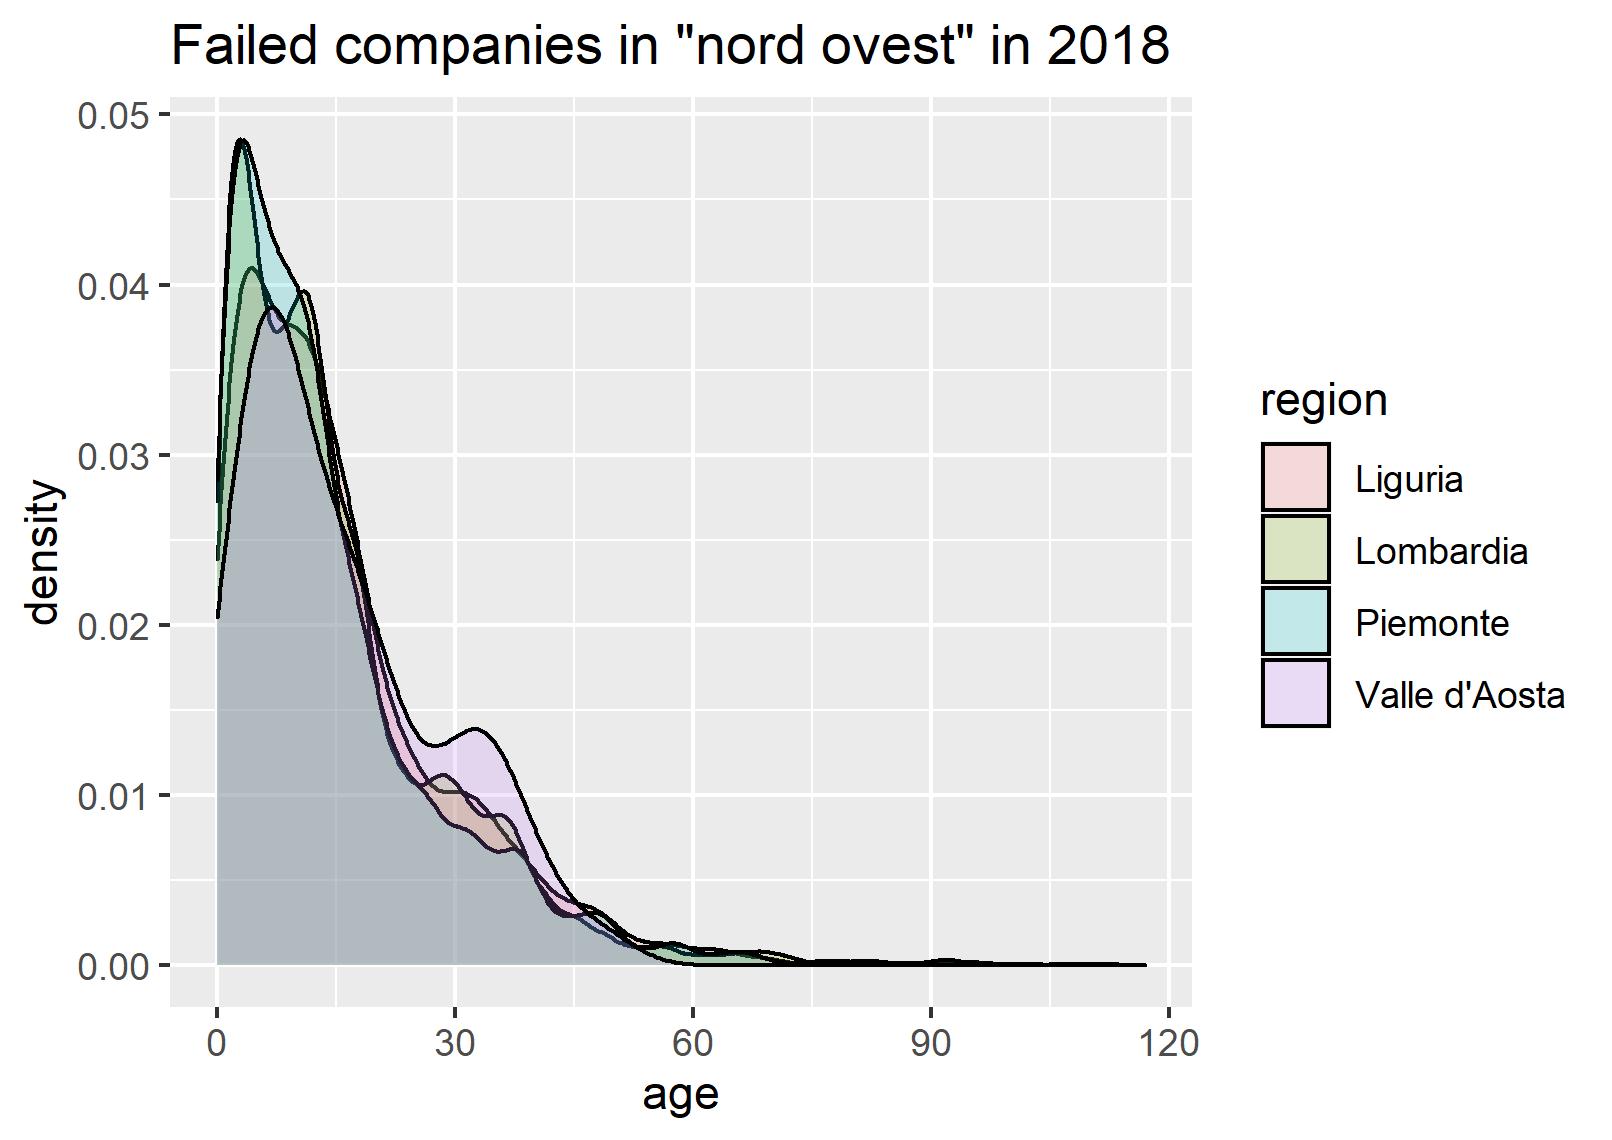 Failed companies in "nord ovest" in 2018
0.05
0.04
0.03
0.02
0.01
0.00
density
0 30 60 90 120
age
region
Liguria
Lombardia
Piemonte
Valle d'Aosta